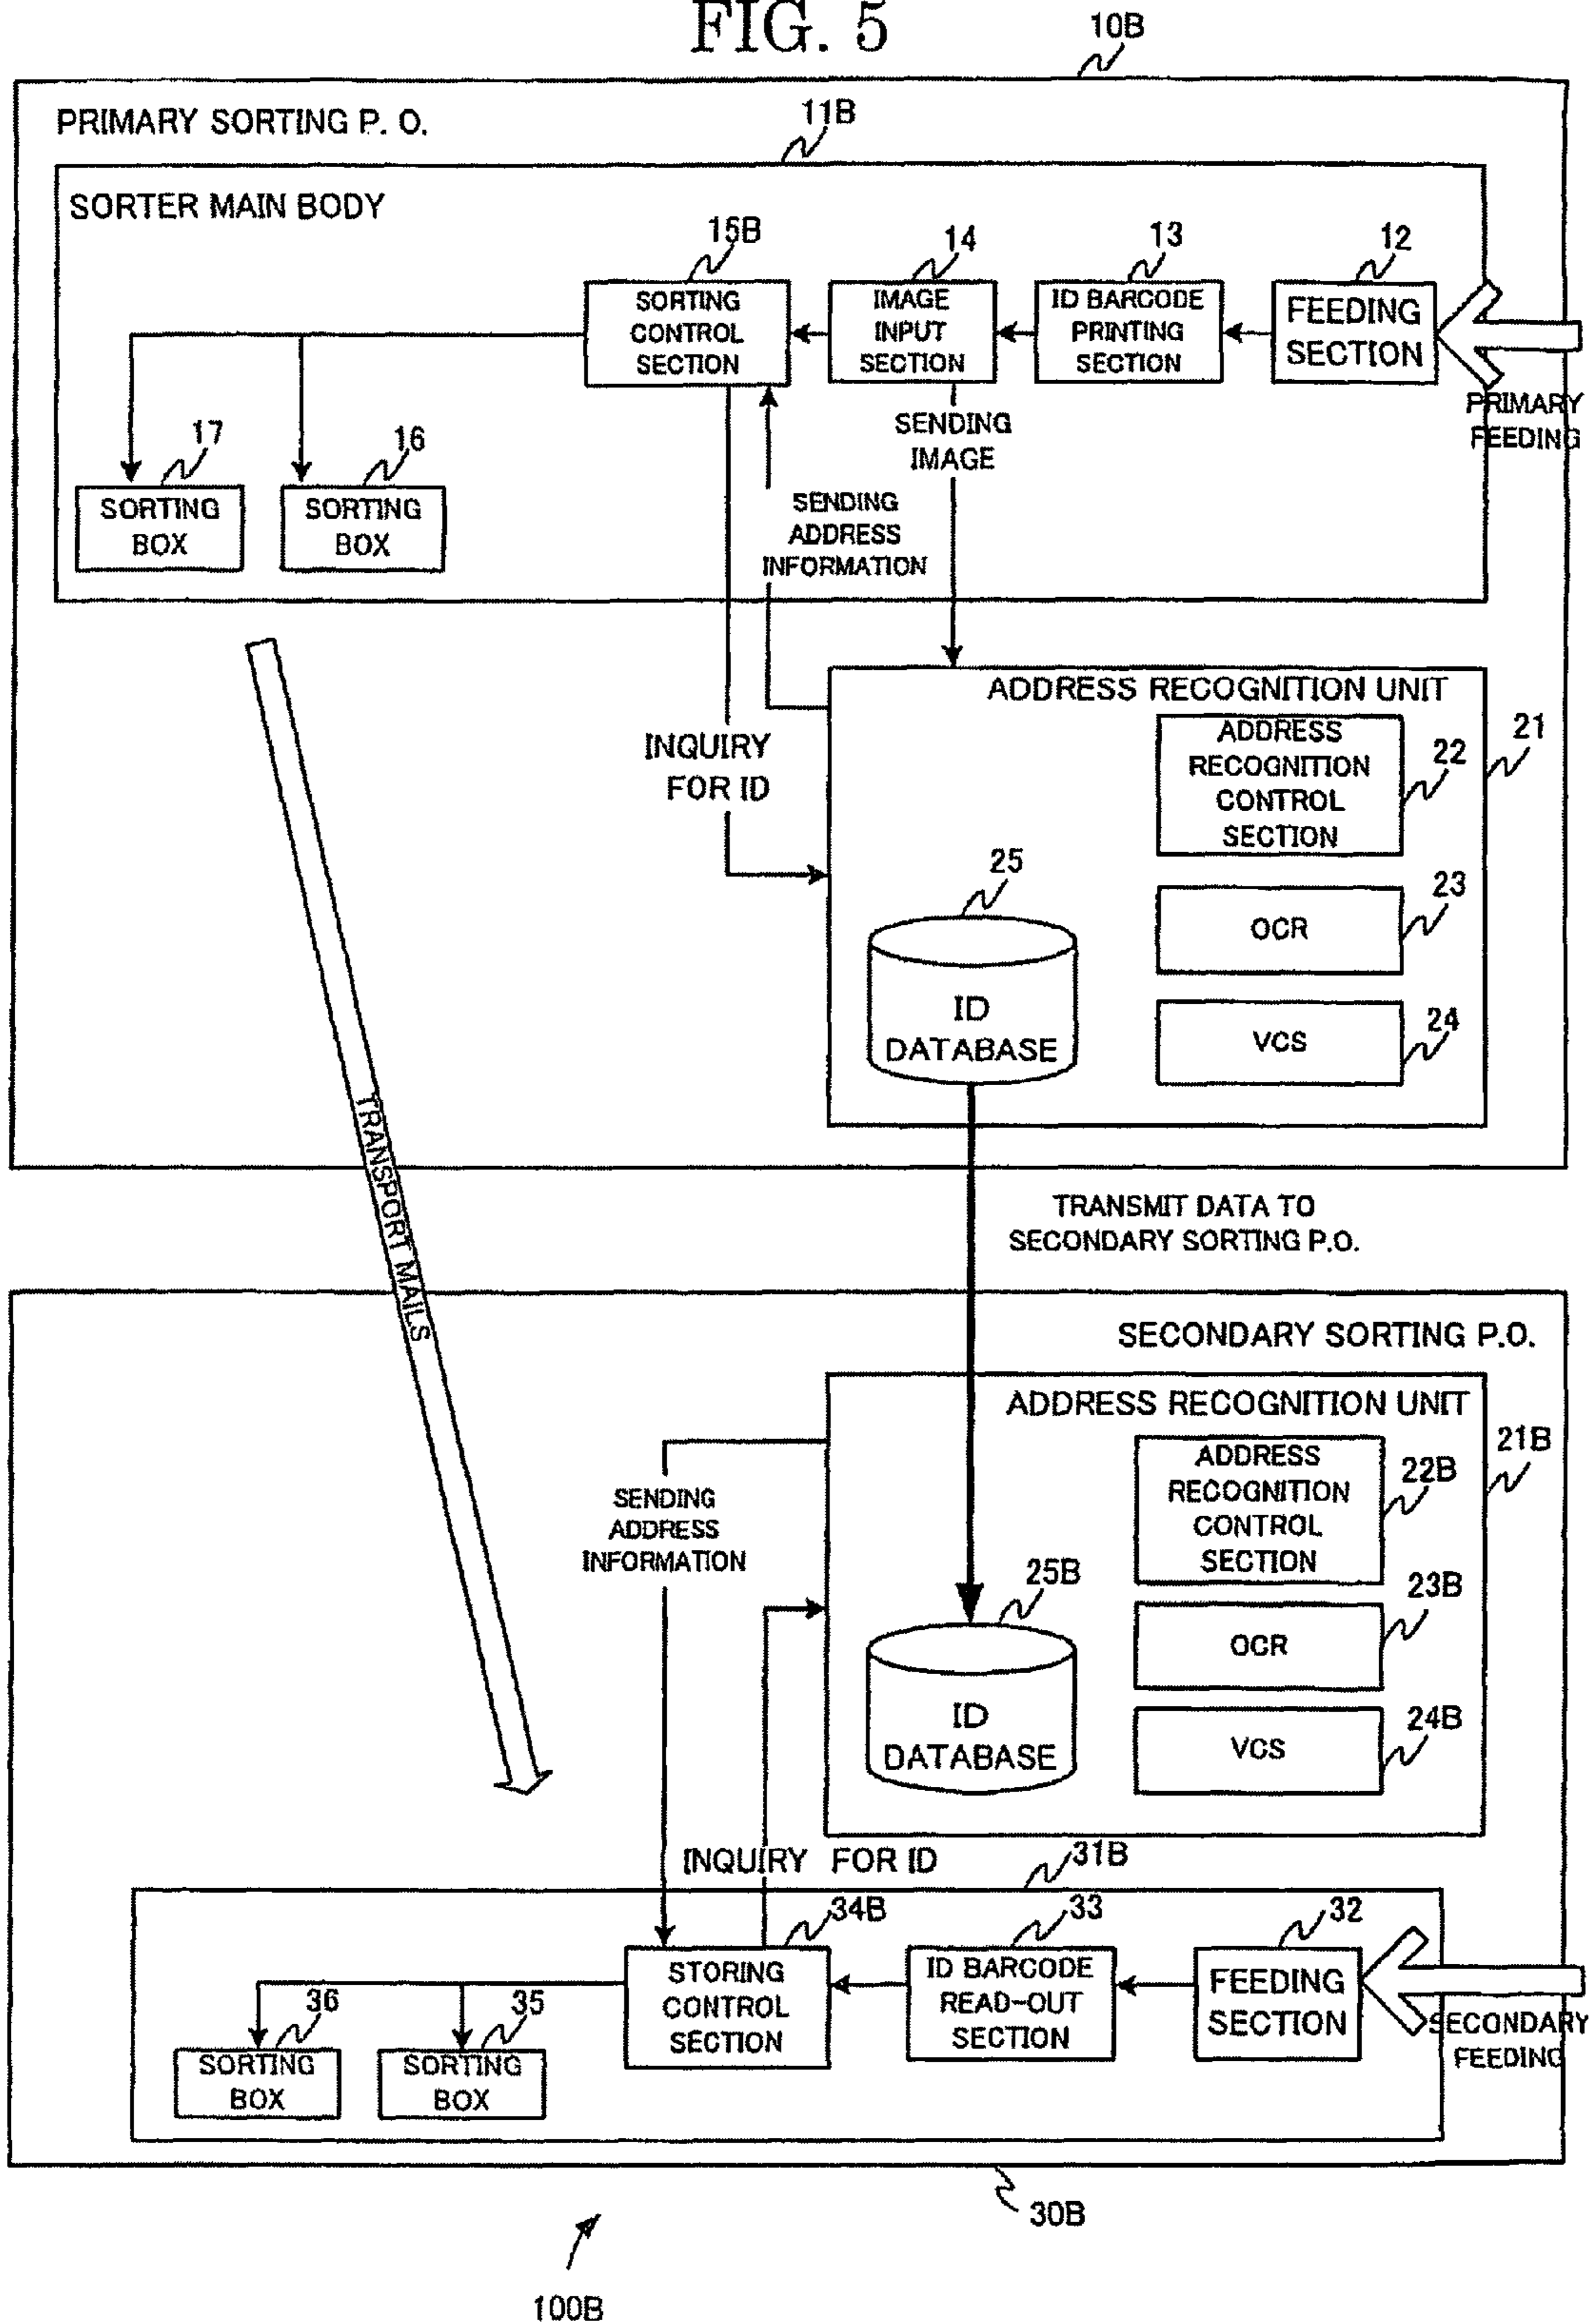 FIG. 5
10B
PRIMARY SORTING P. O.
11B
SORTER MAIN BODY
15B
14
13
12
SORTING
CONTROL
SECTION
IMAGE
INPUT
SECTION
ID BARCODE
PRINTING
SECTION
FEEDING
SECTION
PRIMARY
FEEDING
17
16
SORTING
BOX
SORTING
BOX
SENDING
IMAGE
SENDING
ADDRESS
INFORMATION
INQUIRY
FOR ID
ADDRESS RECOGNITION UNIT
21
ADDRESS
RECOGNITION
CONTROL
SECTION
22
25
ID
DATABASE
OCR
23
VCS
24
TRANSPORT MAILS
TRANSMIT DATA TO
SECONDARY SORTING P.O.
SECONDARY SORTING P.O.
ADDRESS RECOGNITION UNIT
21B
ADDRESS
RECOGNITION
CONTROL
SECTION
22B
SENDING
ADDRESS
INFORMATION
25B
ID
DATABASE
OCR
23B
VCS
24B
INQUIRY FOR ID
31B
34B
33
32
STORING
CONTROL
SECTION
ID BARCODE
READ-OUT
SECTION
FEEDING
SECTION
SECONDARY
FEEDING
36
35
SORTING
BOX
SORTING
BOX
30B
100B